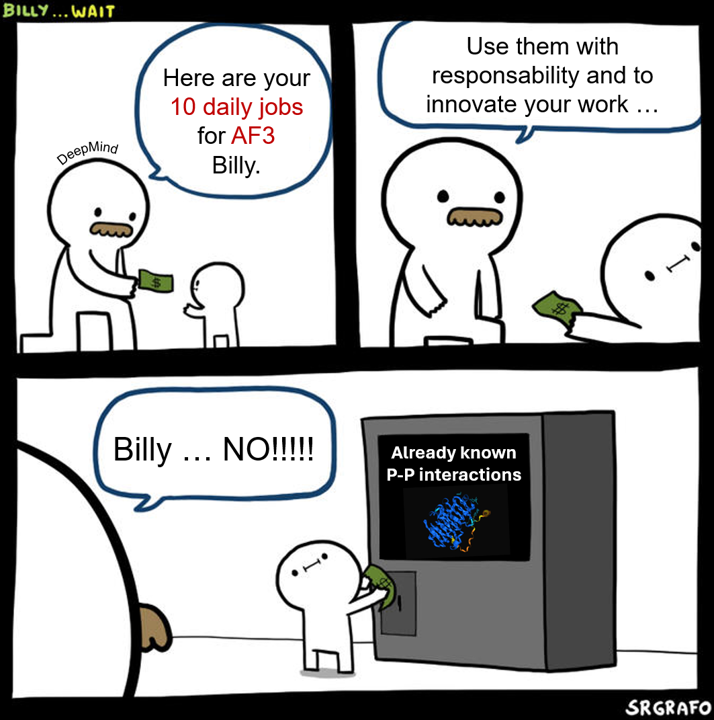 BILLY...WAIT
Here are your
10 daily jobs
for AF3
Billy.
DeepMind
$
Use them with
responsability and to
innovate your work ...
$
Billy ... NO!!!!!
Already known
P-P interactions
$
SRGRAFO